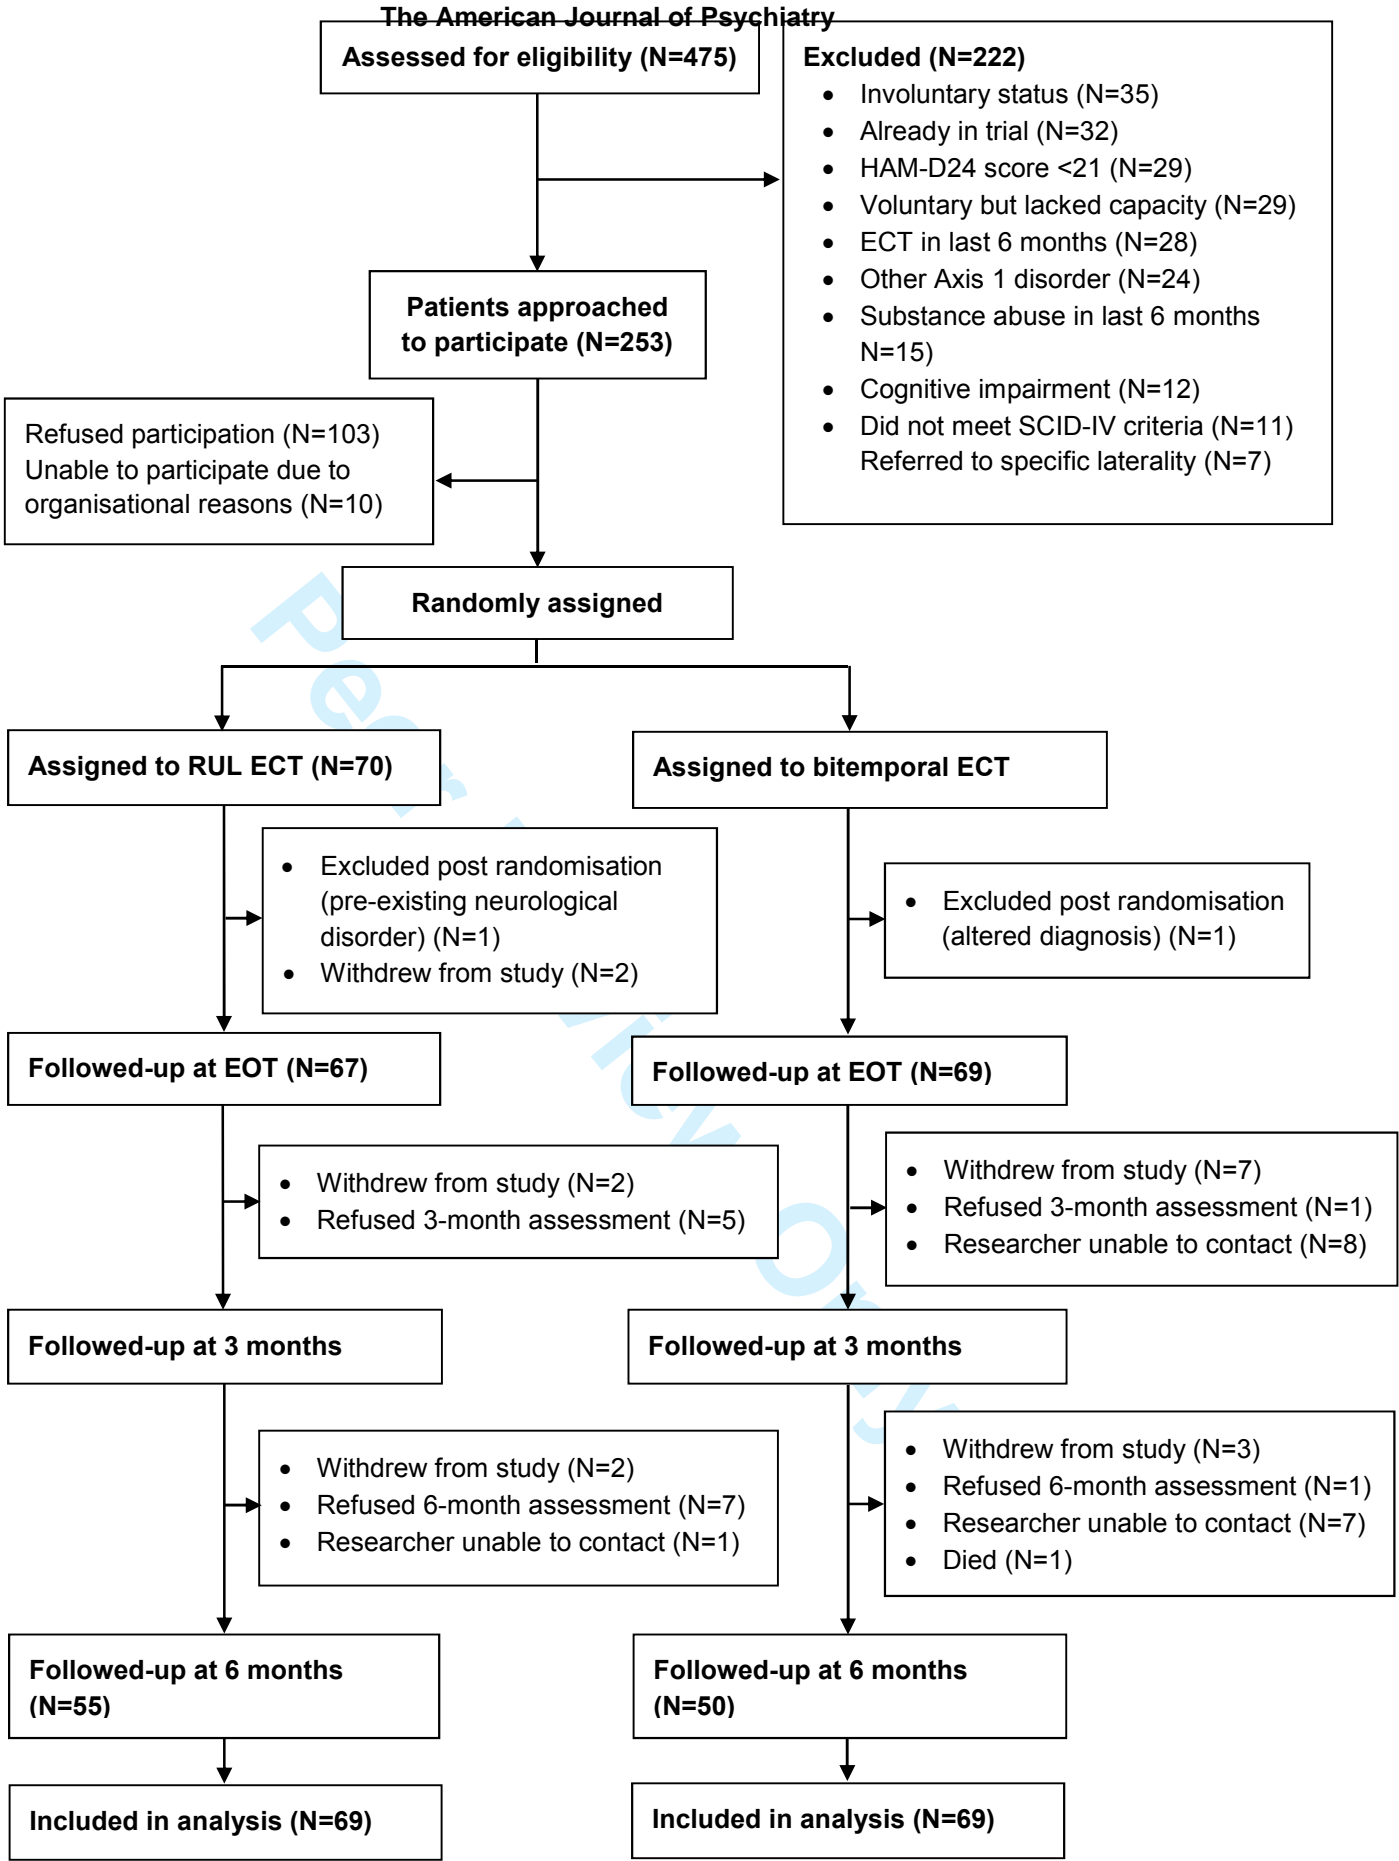 The American Journal of Psychiatry
Assessed for eligibility (N=475)
Excluded (N=222)
• Involuntary status (N=35)
• Already in trial (N=32)
• HAM-D24 score <21 (N=29)
• Voluntary but lacked capacity (N=29)
• ECT in last 6 months (N=28)
• Other Axis 1 disorder (N=24)
• Substance abuse in last 6 months
N=15)
• Cognitive impairment (N=12)
• Did not meet SCID-IV criteria (N=11)
Referred to specific laterality (N=7)
Patients approached
to participate (N=253)
Refused participation (N=103)
Unable to participate due to
organisational reasons (N=10)
Randomly assigned
Assigned to RUL ECT (N=70)
Assigned to bitemporal ECT
• Excluded post randomisation
(pre-existing neurological
disorder) (N=1)
• Withdrew from study (N=2)
• Excluded post randomisation
(altered diagnosis) (N=1)
Followed-up at EOT (N=67)
Followed-up at EOT (N=69)
• Withdrew from study (N=2)
• Refused 3-month assessment (N=5)
• Withdrew from study (N=7)
• Refused 3-month assessment (N=1)
• Researcher unable to contact (N=8)
Followed-up at 3 months
Followed-up at 3 months
• Withdrew from study (N=2)
• Refused 6-month assessment (N=7)
• Researcher unable to contact (N=1)
• Withdrew from study (N=3)
• Refused 6-month assessment (N=1)
• Researcher unable to contact (N=7)
• Died (N=1)
Followed-up at 6 months
(N=55)
Followed-up at 6 months
(N=50)
Included in analysis (N=69)
Included in analysis (N=69)
Peer Review Only